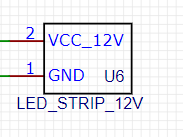 2 VCC_12V
1 GND U6
LED_STRIP_12V